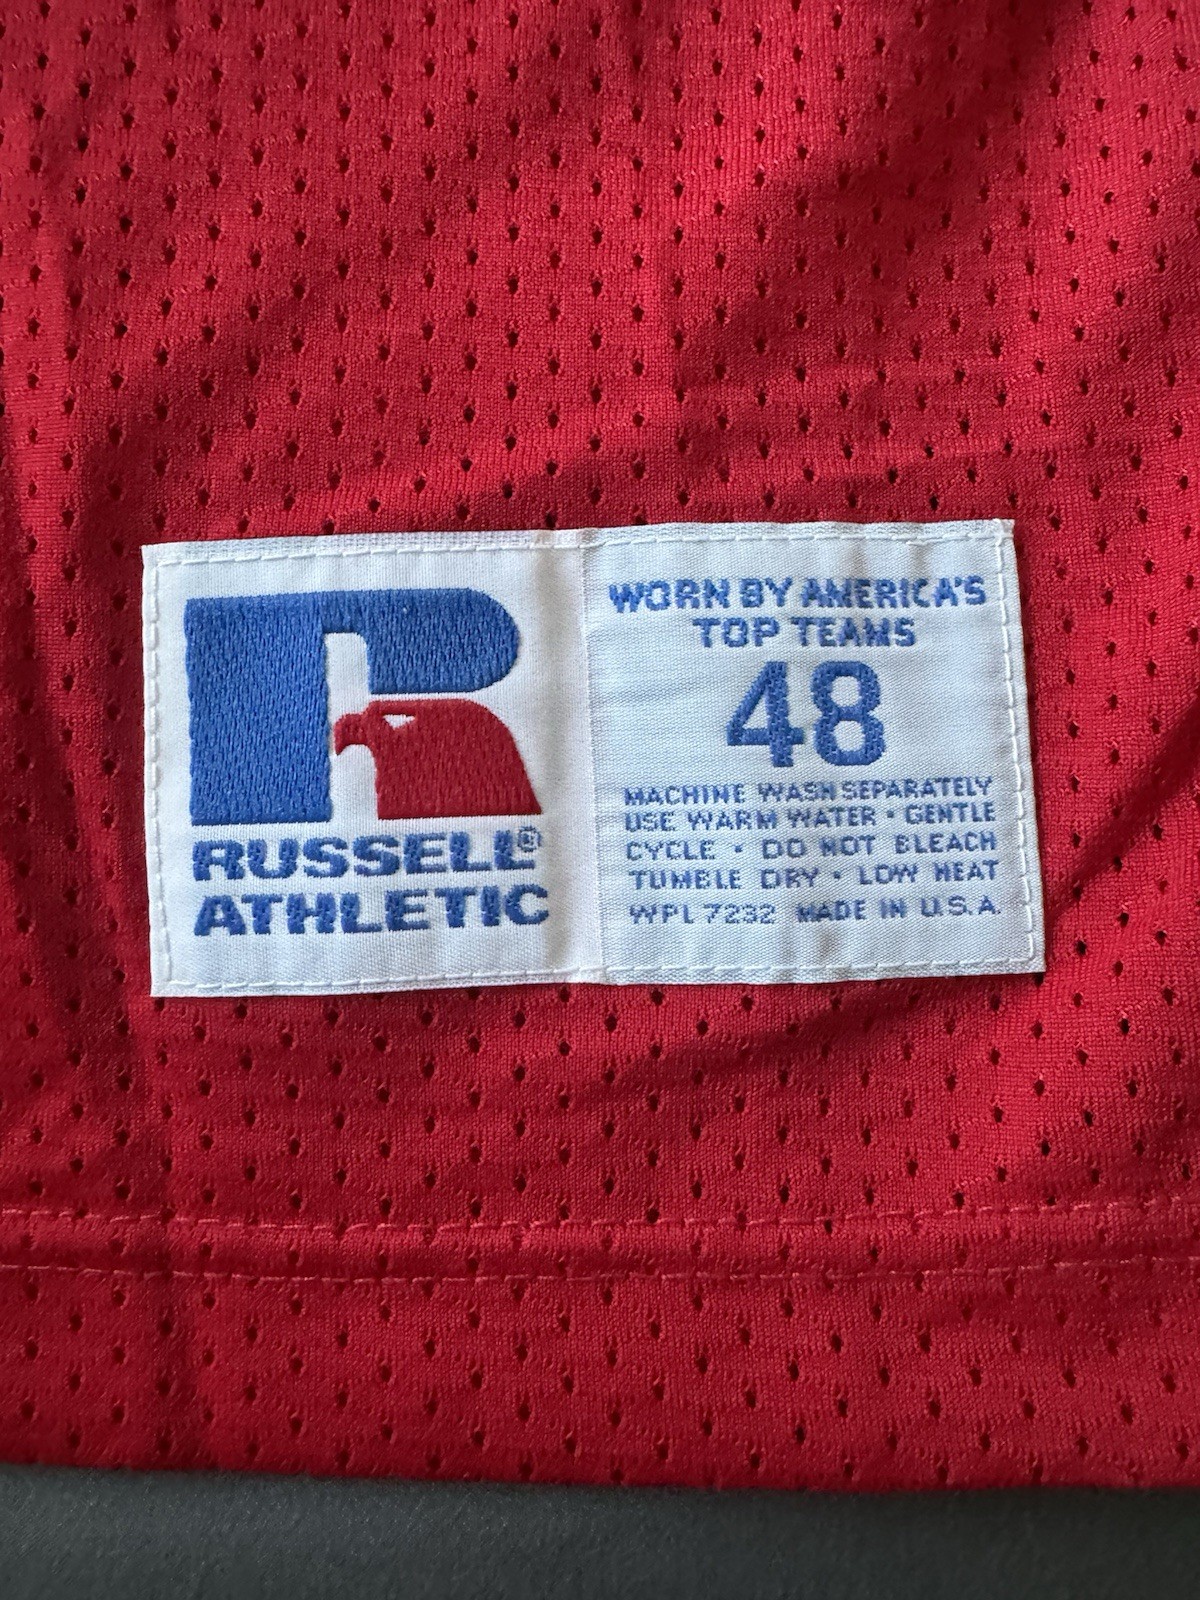 RUSSELL®
ATHLETIC
WORN BY AMERICA'S
TOP TEAMS
48
MACHINE WASH SEPARATELY
USE WARM WATER • GENTLE
CYCLE • DO NOT BLEACH
TUMBLE DRY • LOW HEAT
WPL 7232 MADE IN U.S.A.